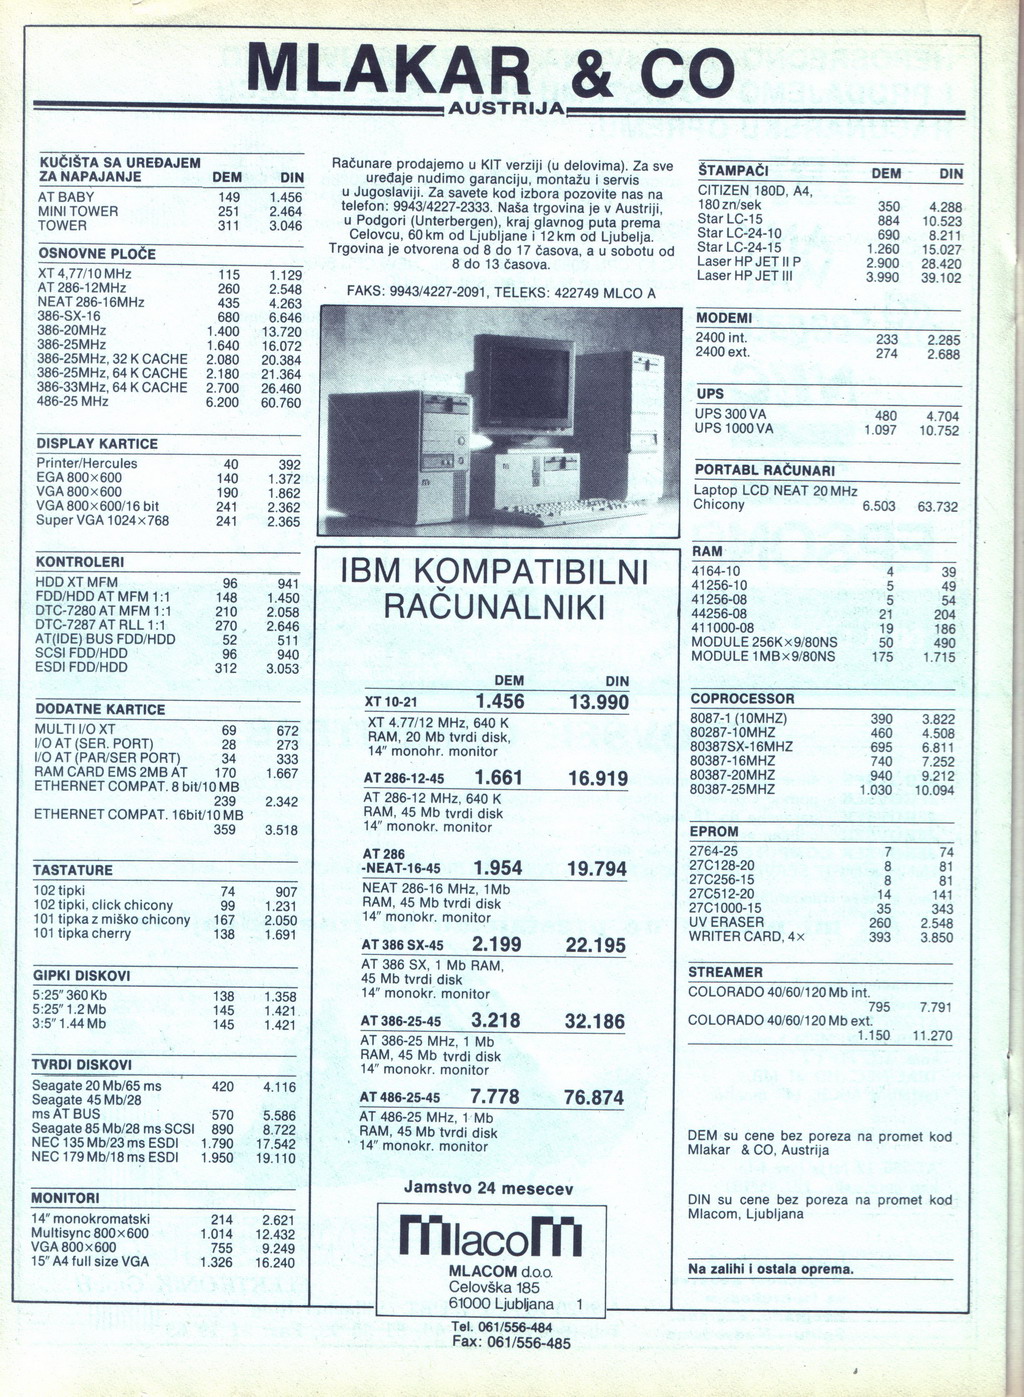 MLAKAR & CO
AUSTRIJA
KUČIŠTA SA UREĐAJEM
ZA NAPAJANJE DEM DIN
AT BABY 149 1.456
MINI TOWER 251 2.464
TOWER 311 3.046
OSNOVNE PLOČE
XT 4,77/10 MHz 115 1.129
AT 286-12MHz 260 2.548
NEAT 286-16MHz 435 4.263
386-SX-16 680 6.646
386-20MHz 1.400 13.720
386-25MHz 1.640 16.072
386-25MHz, 32 K CACHE 2.080 20.384
386-25MHz, 64 K CACHE 2.180 21.364
386-33MHz, 64 K CACHE 2.700 26.460
486-25 MHz 6.200 60.760
DISPLAY KARTICE
Printer/Hercules 40 392
EGA 800×600 140 1.372
VGA 800×600 190 1.862
VGA 800×600/16 bit 241 2.362
Super VGA 1024×768 241 2.365
KONTROLERI
HDD XT MFM 96 941
FDD/HDD AT MFM 1:1 148 1.450
DTC-7280 AT MFM 1:1 210 2.058
DTC-7287 AT RLL 1:1 270 2.646
AT(IDE) BUS FDD/HDD 52 511
SCSI FDD/HDD 96 940
ESDI FDD/HDD 312 3.053
DODATNE KARTICE
MULTI I/O XT 69 672
I/O AT (SER. PORT) 28 273
I/O AT (PAR/SER PORT) 34 333
RAM CARD EMS 2MB AT 170 1.667
ETHERNET COMPAT. 8 bit/10 MB
239 2.342
ETHERNET COMPAT. 16bit/10 MB
359 3.518
TASTATURE
102 tipki 74 907
102 tipki, click chicony 99 1.231
101 tipka z miško chicony 167 2.050
101 tipka cherry 138 1.691
GIPKI DISKOVI
5:25" 360 Kb 138 1.358
5:25" 1.2 Mb 145 1.421
3:5" 1.44 Mb 145 1.421
TVRDI DISKOVI
Seagate 20 Mb/65 ms 420 4.116
Seagate 45 Mb/28
ms AT BUS 570 5.586
Seagate 85 Mb/28 ms SCSI 890 8.722
NEC 135 Mb/23 ms ESDI 1.790 17.542
NEC 179 Mb/18 ms ESDI 1.950 19.110
MONITORI
14" monokromatski 214 2.621
Multisync 800×600 1.014 12.432
VGA 800×600 755 9.249
15" A4 full size VGA 1.326 16.240
Računare prodajemo u KIT verziji (u delovima). Za sve
uređaje nudimo garanciju, montažu i servis
u Jugoslaviji. Za savete kod izbora pozovite nas na
telefon: 9943/4227-2333. Naša trgovina je v Austriji,
u Podgori (Unterbergen), kraj glavnog puta prema
Celovcu, 60 km od Ljubljane i 12 km od Ljubelja.
Trgovina je otvorena od 8 do 17 časova, a u sobotu od
8 do 13 časova.
FAKS: 9943/4227-2091, TELEKS: 422749 MLCO A
IBM KOMPATIBILNI
RAČUNALNIKI
DEM DIN
XT 10-21 1.456 13.990
XT 4.77/12 MHz, 640 K
RAM, 20 Mb tvrdi disk,
14" monohr. monitor
AT 286-12-45 1.661 16.919
AT 286-12 MHz, 640 K
RAM, 45 Mb tvrdi disk
14" monokr. monitor
AT 286
-NEAT-16-45 1.954 19.794
NEAT 286-16 MHz, 1Mb
RAM, 45 Mb tvrdi disk
14" monokr. monitor
AT 386 SX-45 2.199 22.195
AT 386 SX, 1 Mb RAM,
45 Mb tvrdi disk
14" monokr. monitor
AT 386-25-45 3.218 32.186
AT 386-25 MHz, 1 Mb
RAM, 45 Mb tvrdi disk
14" monokr. monitor
AT 486-25-45 7.778 76.874
AT 486-25 MHz, 1 Mb
RAM, 45 Mb tvrdi disk
14" monokr. monitor
Jamstvo 24 mesecev
mlacom
MLACOM d.o.o.
Celovška 185
61000 Ljubljana 1
Tel. 061/556-484
Fax: 061/556-485
ŠTAMPAČI DEM DIN
CITIZEN 180D, A4,
180 zn/sek 350 4.288
Star LC-15 884 10.523
Star LC-24-10 690 8.211
Star LC-24-15 1.260 15.027
Laser HP JET II P 2.900 28.420
Laser HP JET III 3.990 39.102
MODEMI
2400 int. 233 2.285
2400 ext. 274 2.688
UPS
UPS 300 VA 480 4.704
UPS 1000 VA 1.097 10.752
PORTABL RAČUNARI
Laptop LCD NEAT 20 MHz
Chicony 6.503 63.732
RAM
4164-10 4 39
41256-10 5 49
41256-08 5 54
44256-08 21 204
411000-08 19 186
MODULE 256K×9/80NS 50 490
MODULE 1MB×9/80NS 175 1.715
COPROCESSOR
8087-1 (10MHZ) 390 3.822
80287-10MHZ 460 4.508
80387SX-16MHZ 695 6.811
80387-16MHZ 740 7.252
80387-20MHZ 940 9.212
80387-25MHZ 1.030 10.094
EPROM
2764-25 7 74
27C128-20 8 81
27C256-15 8 81
27C512-20 14 141
27C1000-15 35 343
UV ERASER 260 2.548
WRITER CARD, 4× 393 3.850
STREAMER
COLORADO 40/60/120 Mb int.
795 7.791
COLORADO 40/60/120 Mb ext.
1.150 11.270
DEM su cene bez poreza na promet kod
Mlakar & CO, Austrija
DIN su cene bez poreza na promet kod
Mlacom, Ljubljana
Na zalihi i ostala oprema.